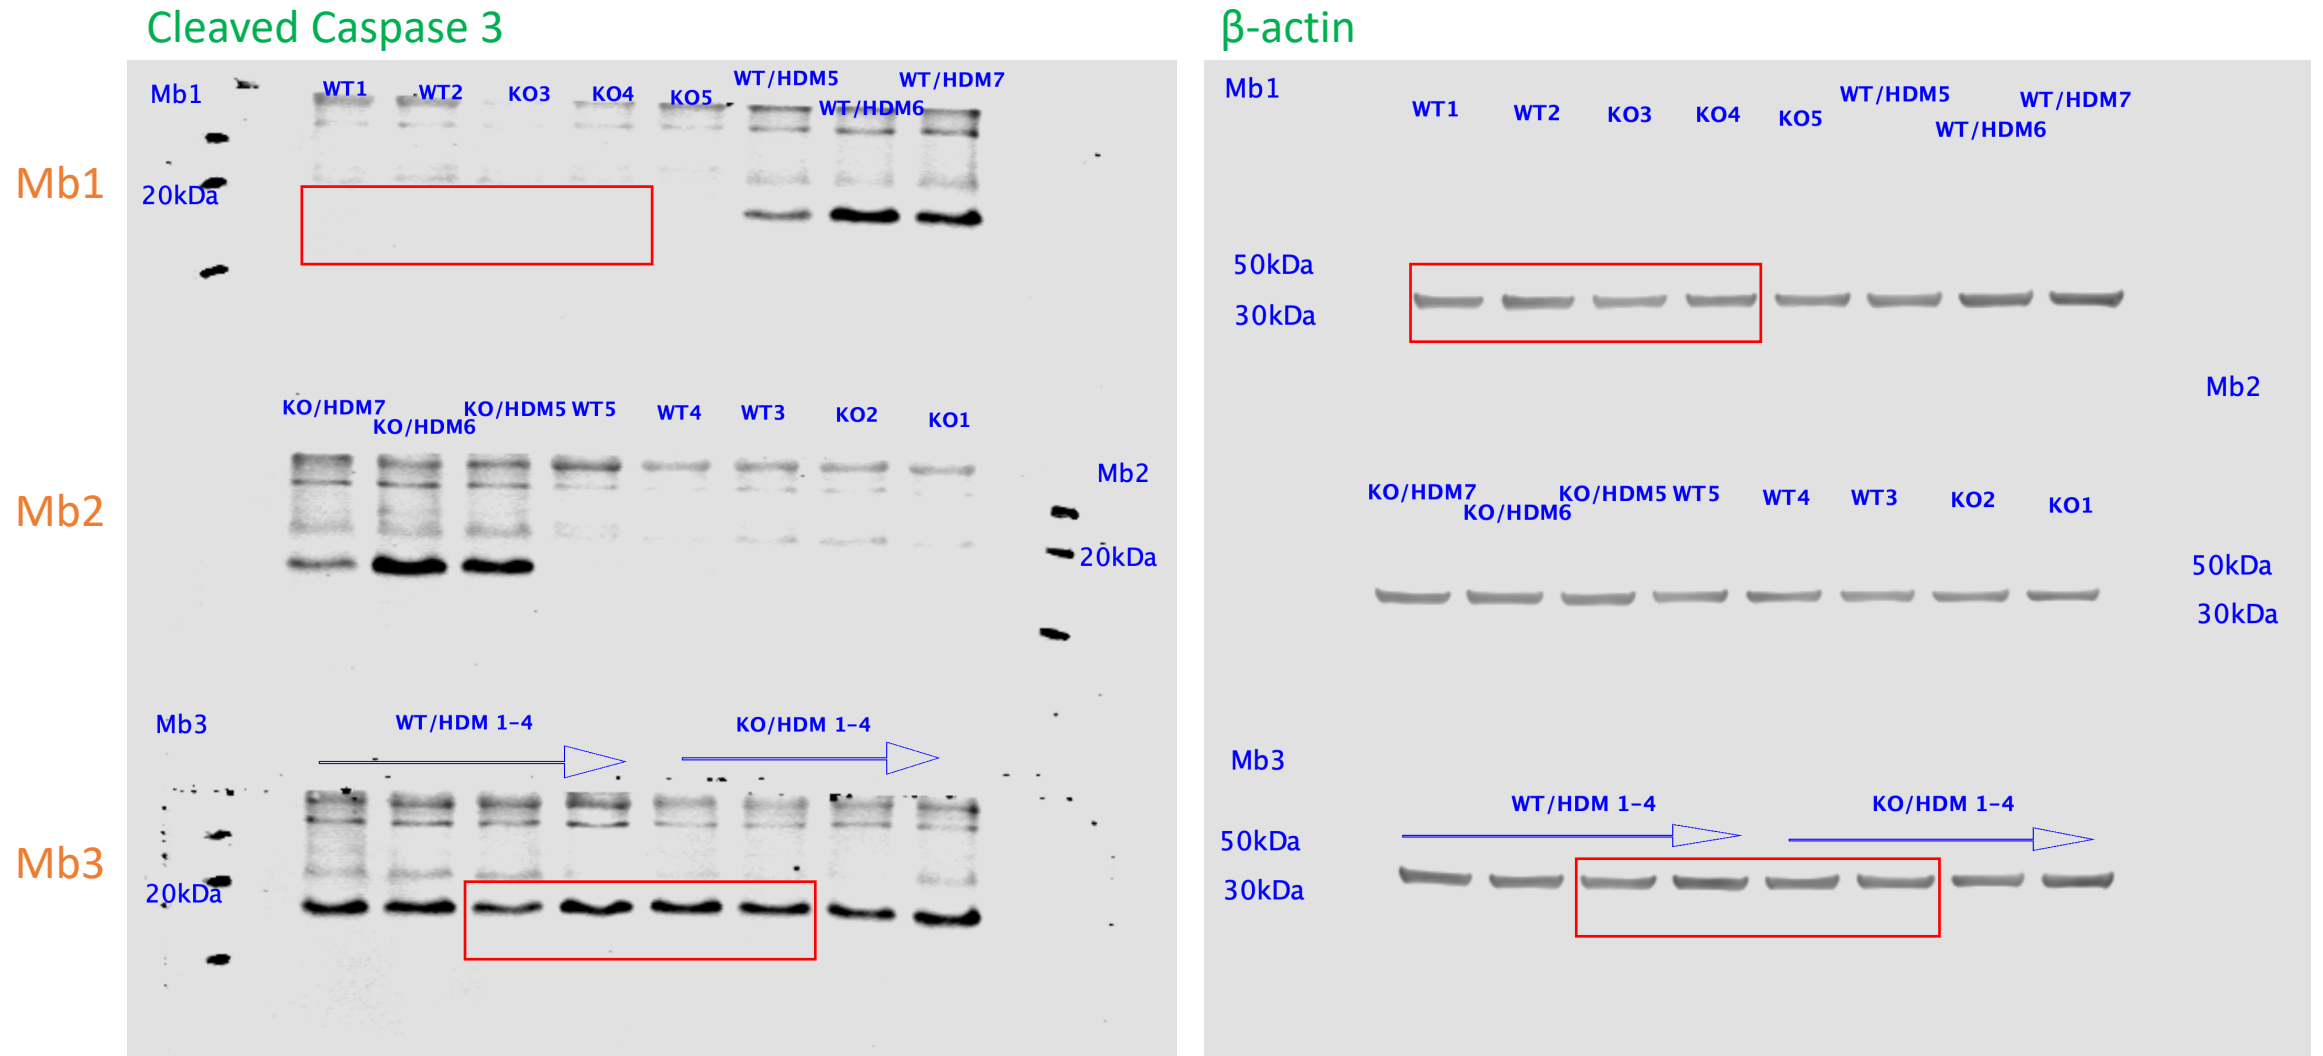 Cleaved Caspase 3
β-actin
Mb1
Mb1
WT1
WT2
KO3
KO4
KO5
WT/HDM5
WT/HDM6
WT/HDM7
20kDa
Mb1
WT1
WT2
KO3
KO4
KO5
WT/HDM5
WT/HDM6
WT/HDM7
50kDa
30kDa
Mb2
KO/HDM7
KO/HDM6
KO/HDM5
WT5
WT4
WT3
KO2
KO1
Mb2
20kDa
Mb2
KO/HDM7
KO/HDM6
KO/HDM5
WT5
WT4
WT3
KO2
KO1
50kDa
30kDa
Mb3
Mb3
WT/HDM 1-4
KO/HDM 1-4
20kDa
Mb3
WT/HDM 1-4
KO/HDM 1-4
50kDa
30kDa